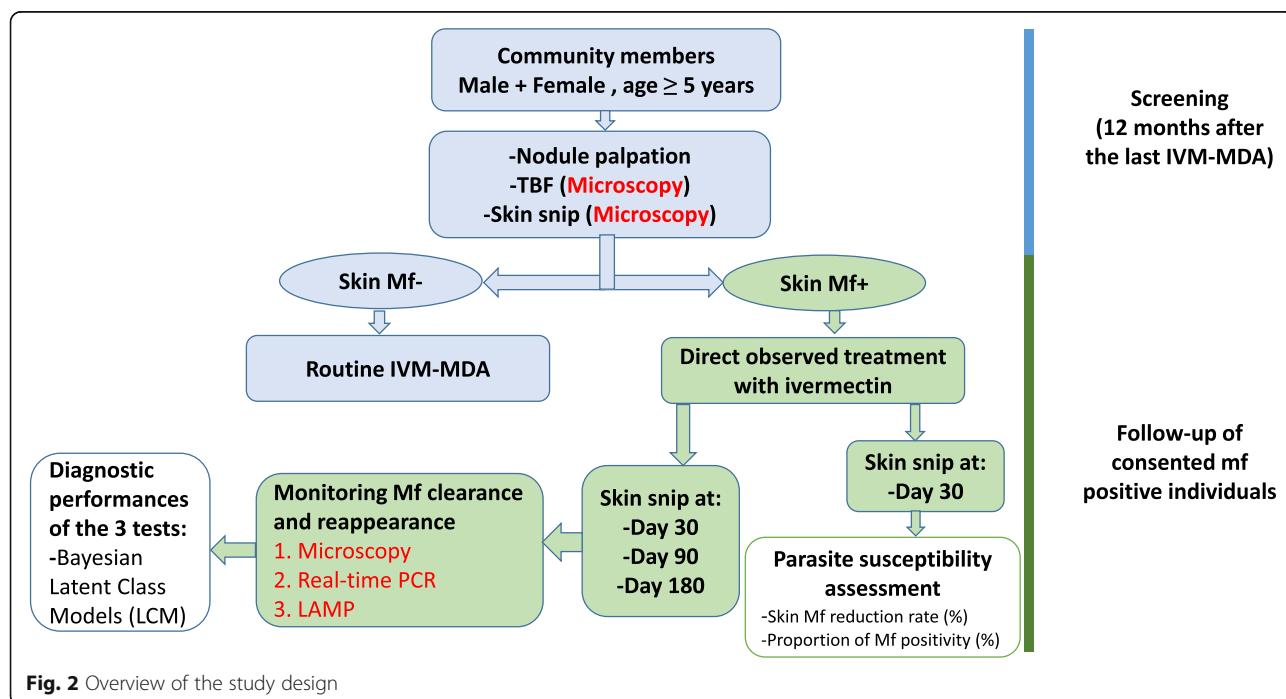 Community members
Male + Female , age ≥ 5 years
Screening
(12 months after
the last IVM-MDA)
-Nodule palpation
-TBF (Microscopy)
-Skin snip (Microscopy)
Skin Mf-
Skin Mf+
Routine IVM-MDA
Direct observed treatment
with ivermectin
Follow-up of
consented mf
positive individuals
Diagnostic
performances
of the 3 tests:
-Bayesian
Latent Class
Models (LCM)
Monitoring Mf clearance
and reappearance
1. Microscopy
2. Real-time PCR
3. LAMP
Skin snip at:
-Day 30
-Day 90
-Day 180
Skin snip at:
-Day 30
Parasite susceptibility
assessment
-Skin Mf reduction rate (%)
-Proportion of Mf positivity (%)
Fig. 2 Overview of the study design